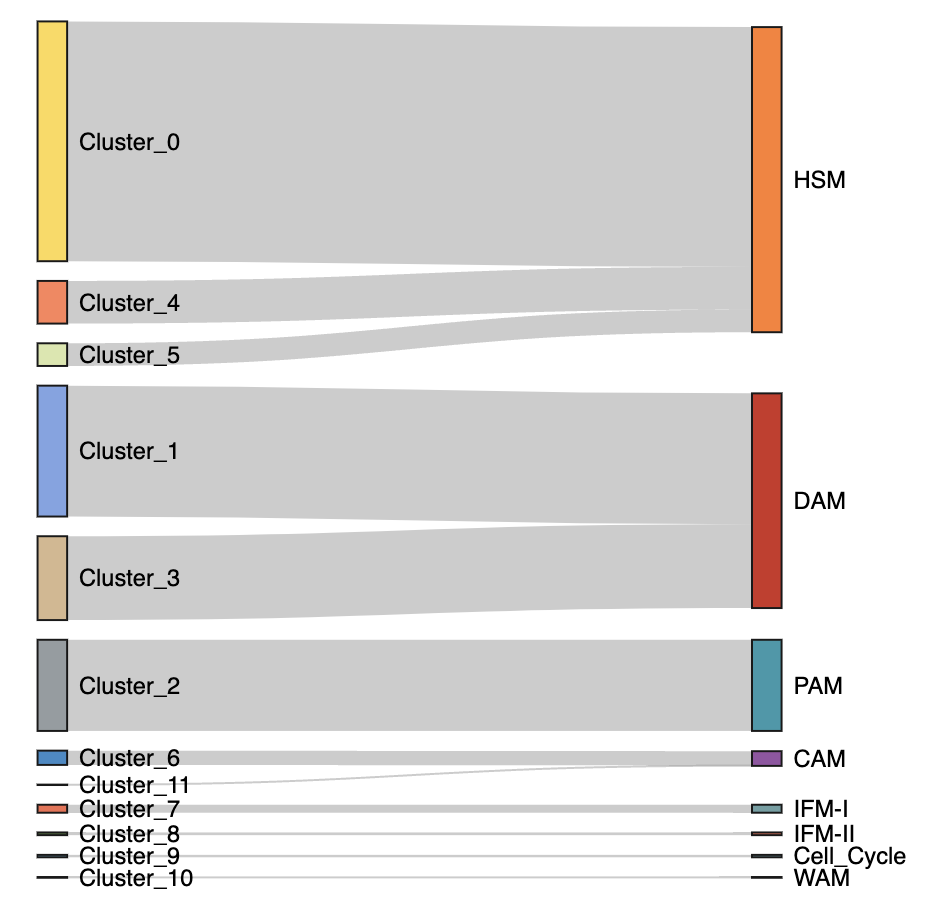 Cluster_0
HSM
Cluster_4
Cluster_5
Cluster_1
DAM
Cluster_3
Cluster_2
PAM
Cluster_6
CAM
Cluster_11
Cluster_7
IFM-I
Cluster_8
IFM-II
Cluster_9
Cell_Cycle
Cluster_10
WAM